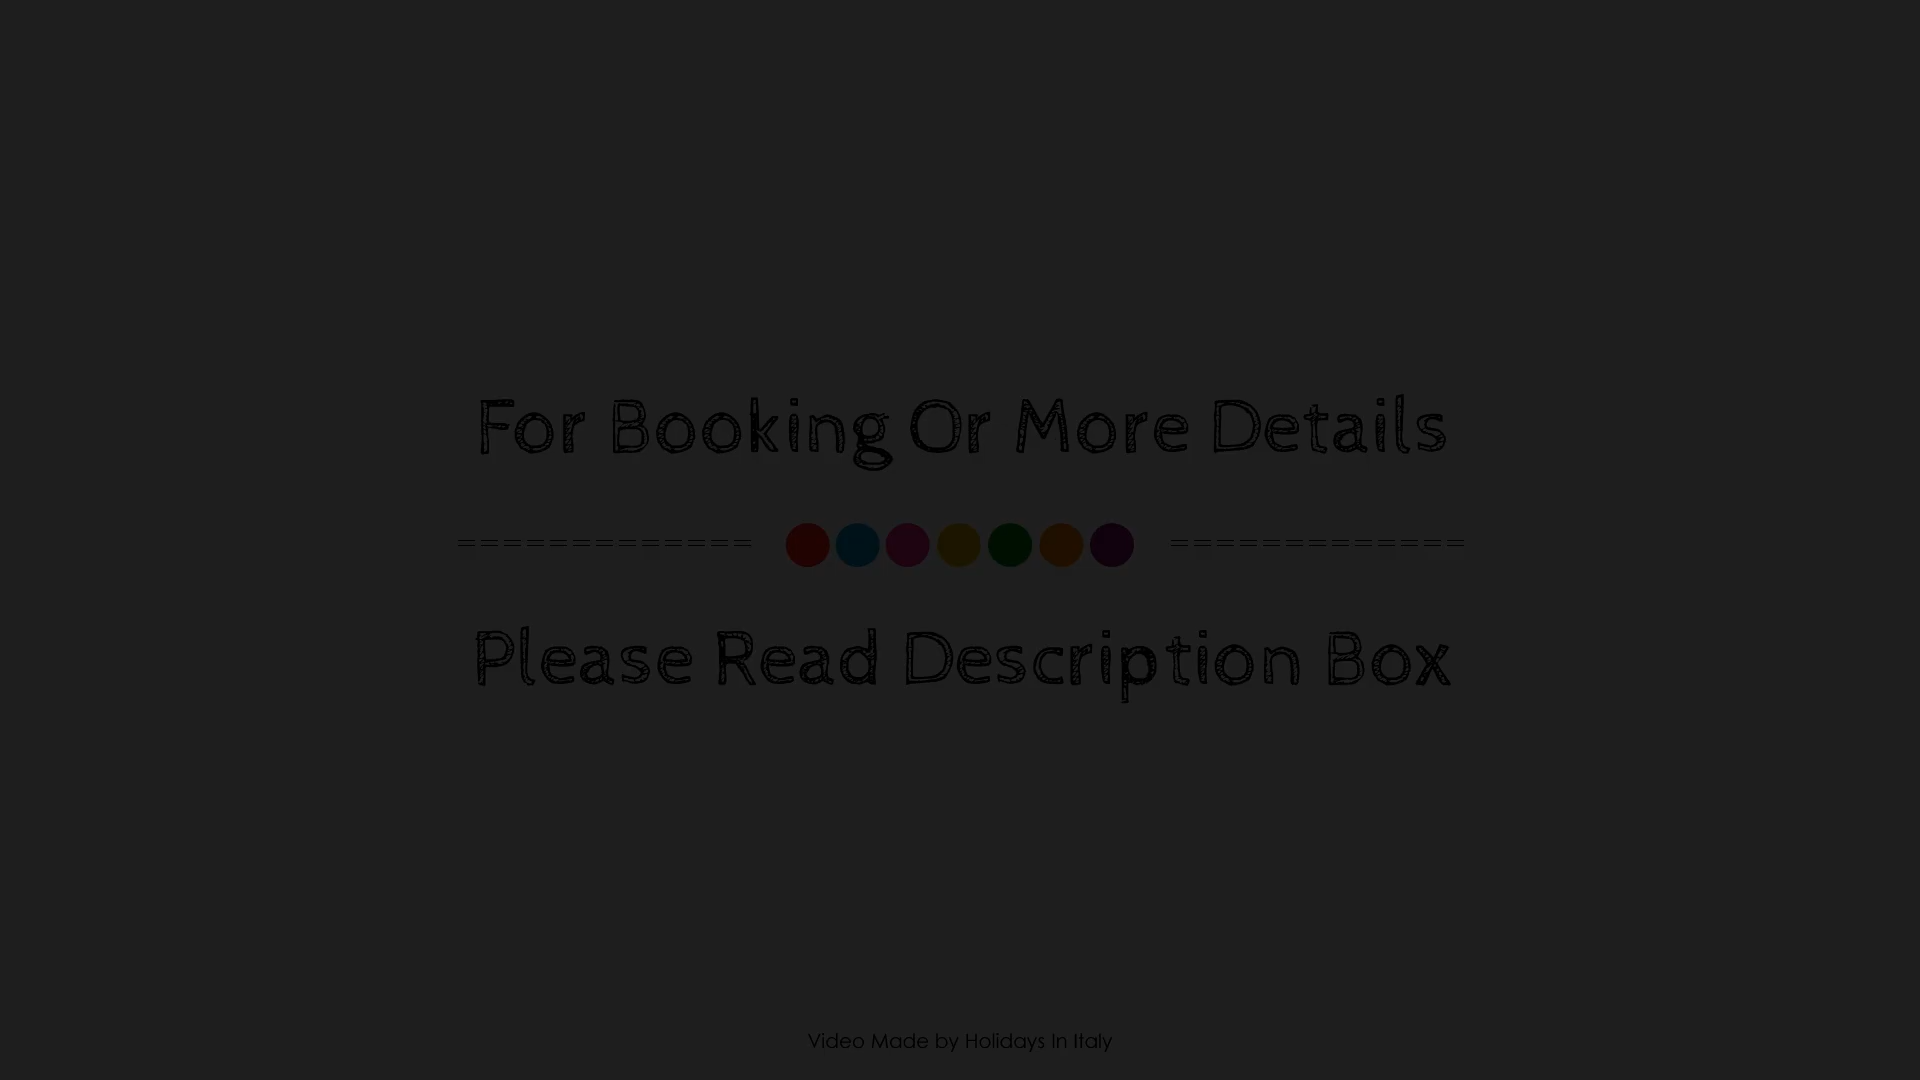 For Booking Or More Details
============= =============
Please Read Description Box
Video Made by Holidays In Italy